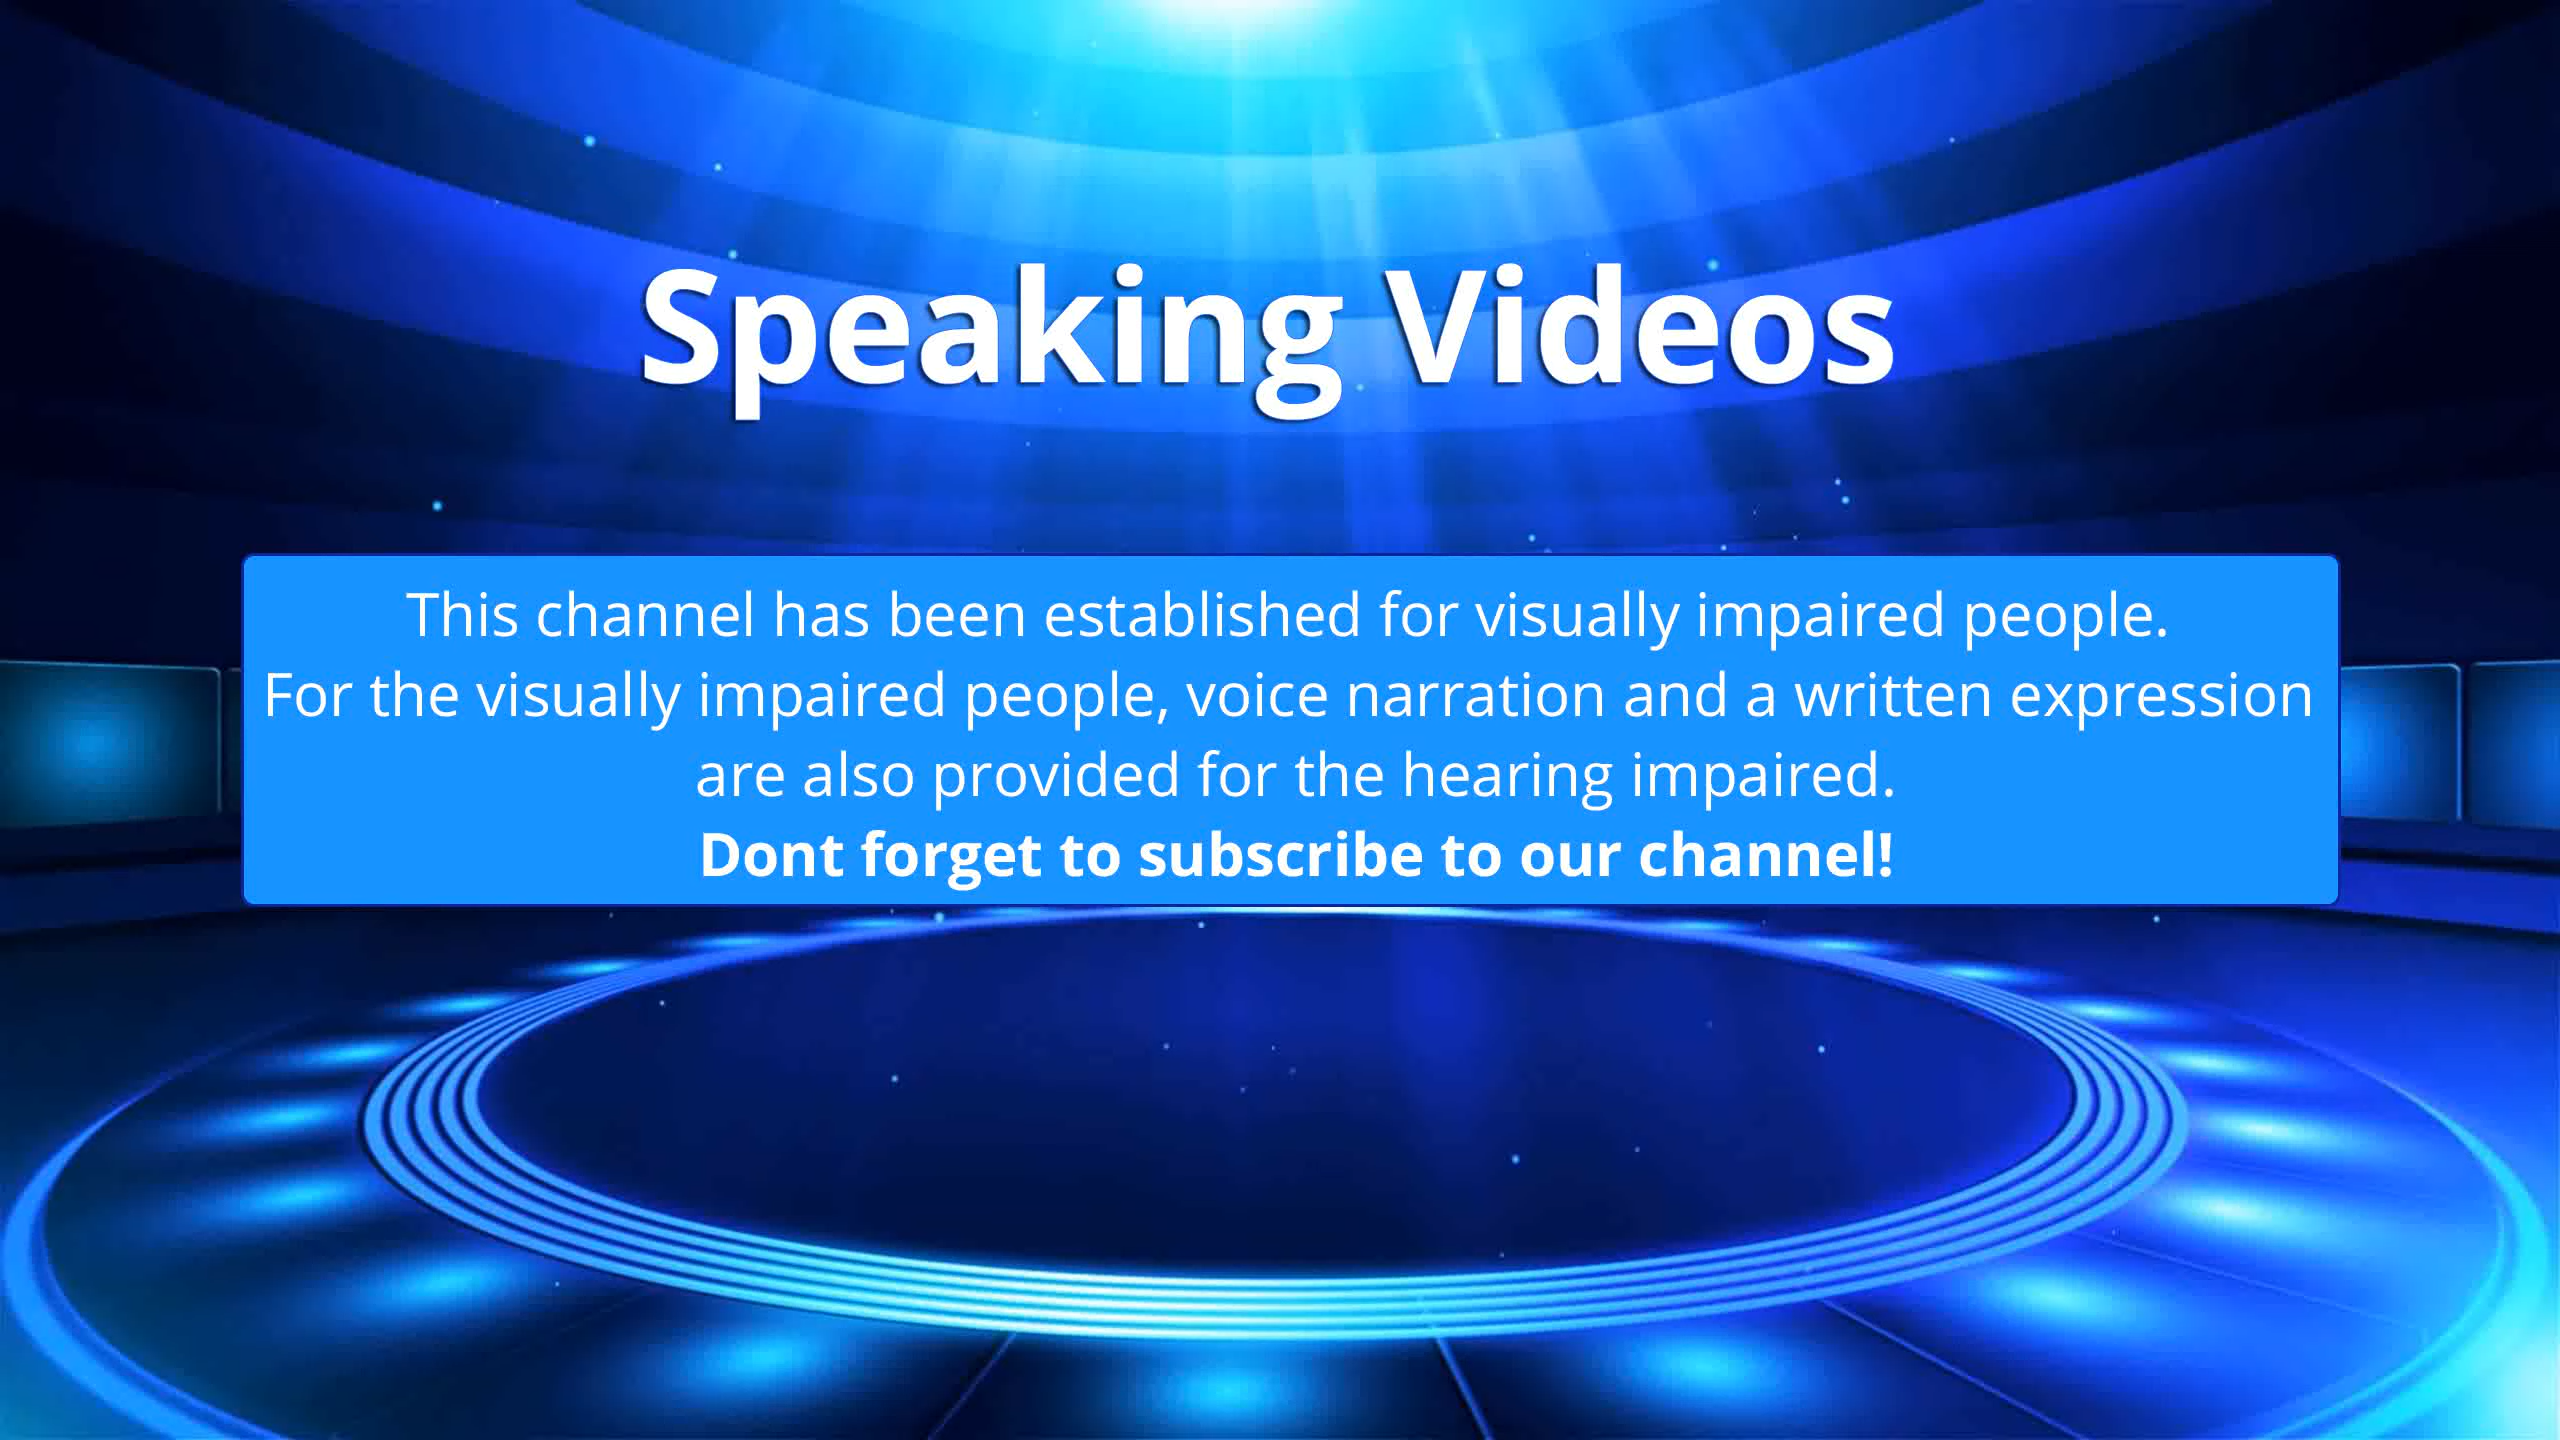 Speaking Videos
This channel has been established for visually impaired people.
For the visually impaired people, voice narration and a written expression
are also provided for the hearing impaired.
Dont forget to subscribe to our channel!